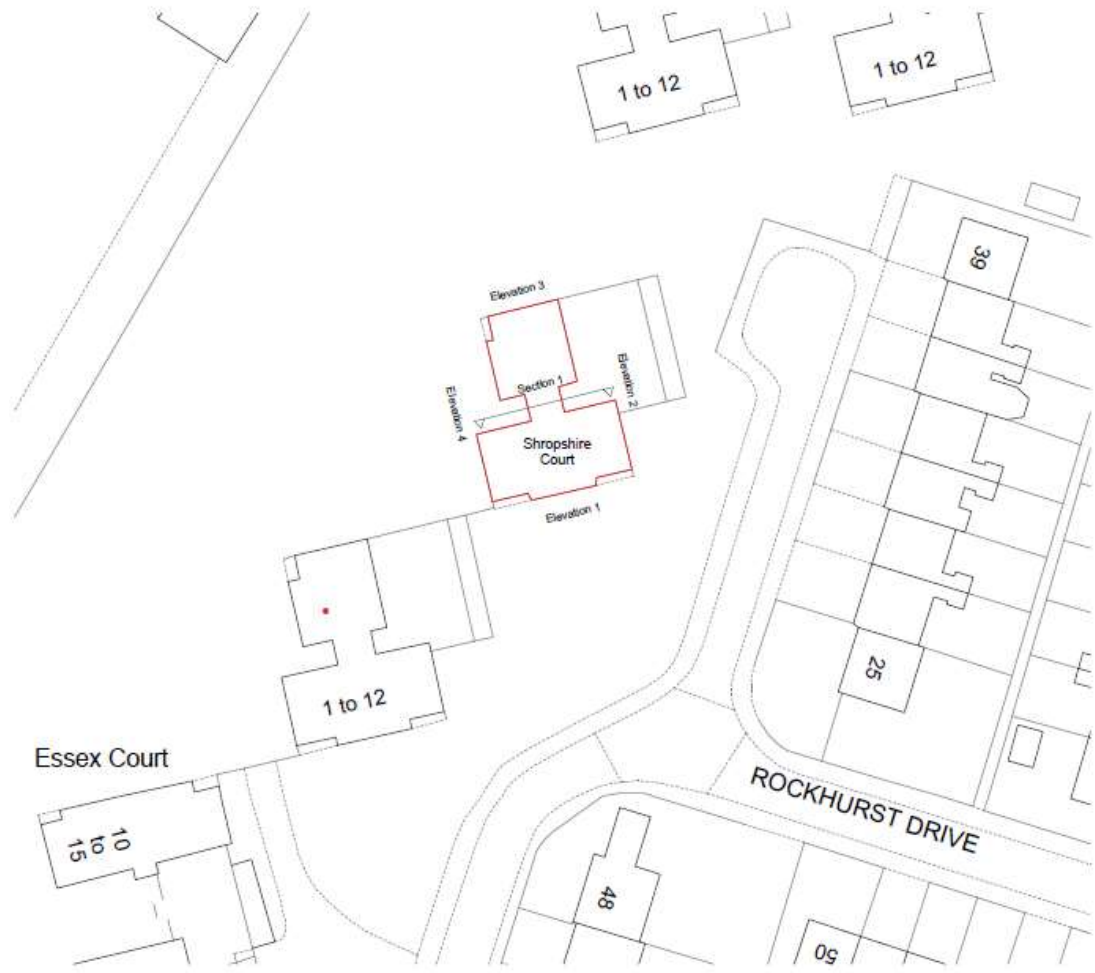 1 to 12
1 to 12
39
Elevation 3
Section 1
Elevation 2
Elevation 4
Shropshire
Court
Elevation 1
25
1 to 12
Essex Court
10
to
15
ROCKHURST DRIVE
48
50